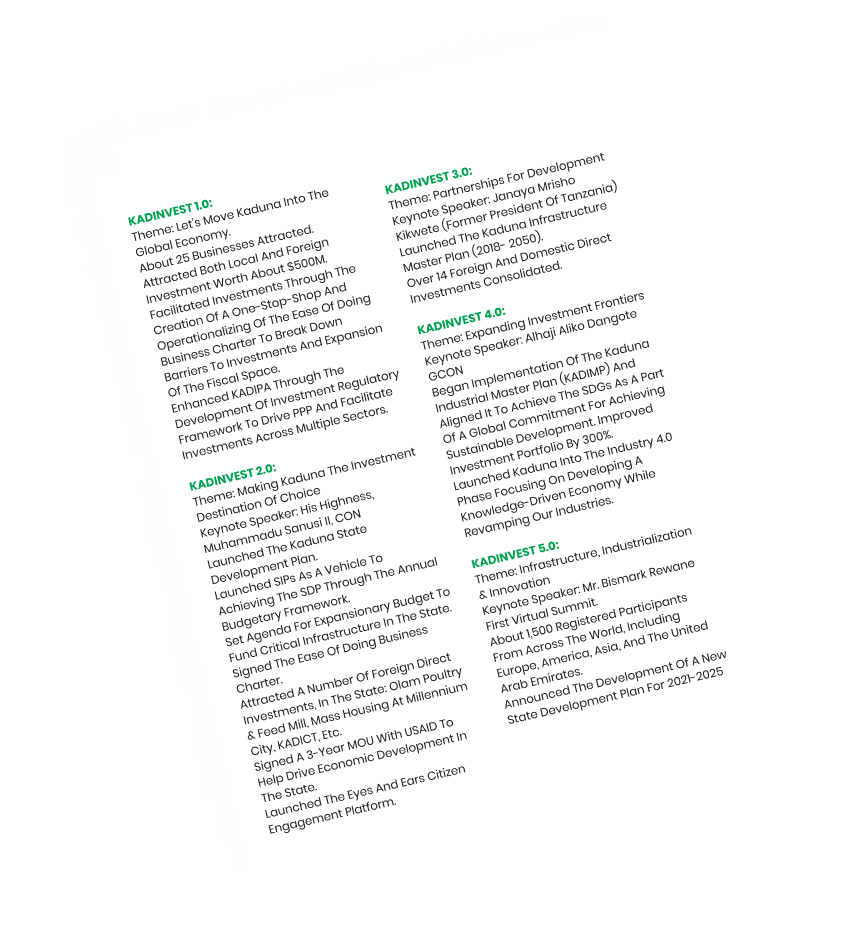 KADINVEST 1.0:
Theme: Let's Move Kaduna Into The
Global Economy.
About 25 Businesses Attracted.
Attracted Both Local And Foreign
Investment Worth About $500M.
Facilitated Investments Through The
Creation Of A One-Stop-Shop And
Operationalizing Of The Ease Of Doing
Business Charter To Break Down
Barriers To Investments And Expansion
Of The Fiscal Space.
Enhanced KADIPA Through The
Development Of Investment Regulatory
Framework To Drive PPP And Facilitate
Investments Across Multiple Sectors.
KADINVEST 2.0:
Theme: Making Kaduna The Investment
Destination Of Choice
Keynote Speaker: His Highness,
Muhammadu Sanusi II, CON
Launched The Kaduna State
Development Plan.
Launched SIPs As A Vehicle To
Achieving The SDP Through The Annual
Budgetary Framework.
Set Agenda For Expansionary Budget To
Fund Critical Infrastructure In The State.
Signed The Ease Of Doing Business
Charter.
Attracted A Number Of Foreign Direct
Investments, In The State: Olam Poultry
& Feed Mill, Mass Housing At Millennium
City, KADICT, Etc.
Signed A 3-Year MOU With USAID To
Help Drive Economic Development In
The State.
Launched The Eyes And Ears Citizen
Engagement Platform.
KADINVEST 3.0:
Theme: Partnerships For Development
Keynote Speaker: Janaya Mrisho
Kikwete (Former President Of Tanzania)
Launched The Kaduna Infrastructure
Master Plan (2018- 2050).
Over 14 Foreign And Domestic Direct
Investments Consolidated.
KADINVEST 4.0:
Theme: Expanding Investment Frontiers
Keynote Speaker: Alhaji Aliko Dangote
GCON
Began Implementation Of The Kaduna
Industrial Master Plan (KADIMP) And
Aligned It To Achieve The SDGs As A Part
Of A Global Commitment For Achieving
Sustainable Development. Improved
Investment Portfolio By 300%.
Launched Kaduna Into The Industry 4.0
Phase Focusing On Developing A
Knowledge-Driven Economy While
Revamping Our Industries.
KADINVEST 5.0:
Theme: Infrastructure, Industrialization
& Innovation
Keynote Speaker: Mr. Bismark Rewane
First Virtual Summit.
About 1,500 Registered Participants
From Across The World, Including
Europe, America, Asia, And The United
Arab Emirates.
Announced The Development Of A New
State Development Plan For 2021-2025